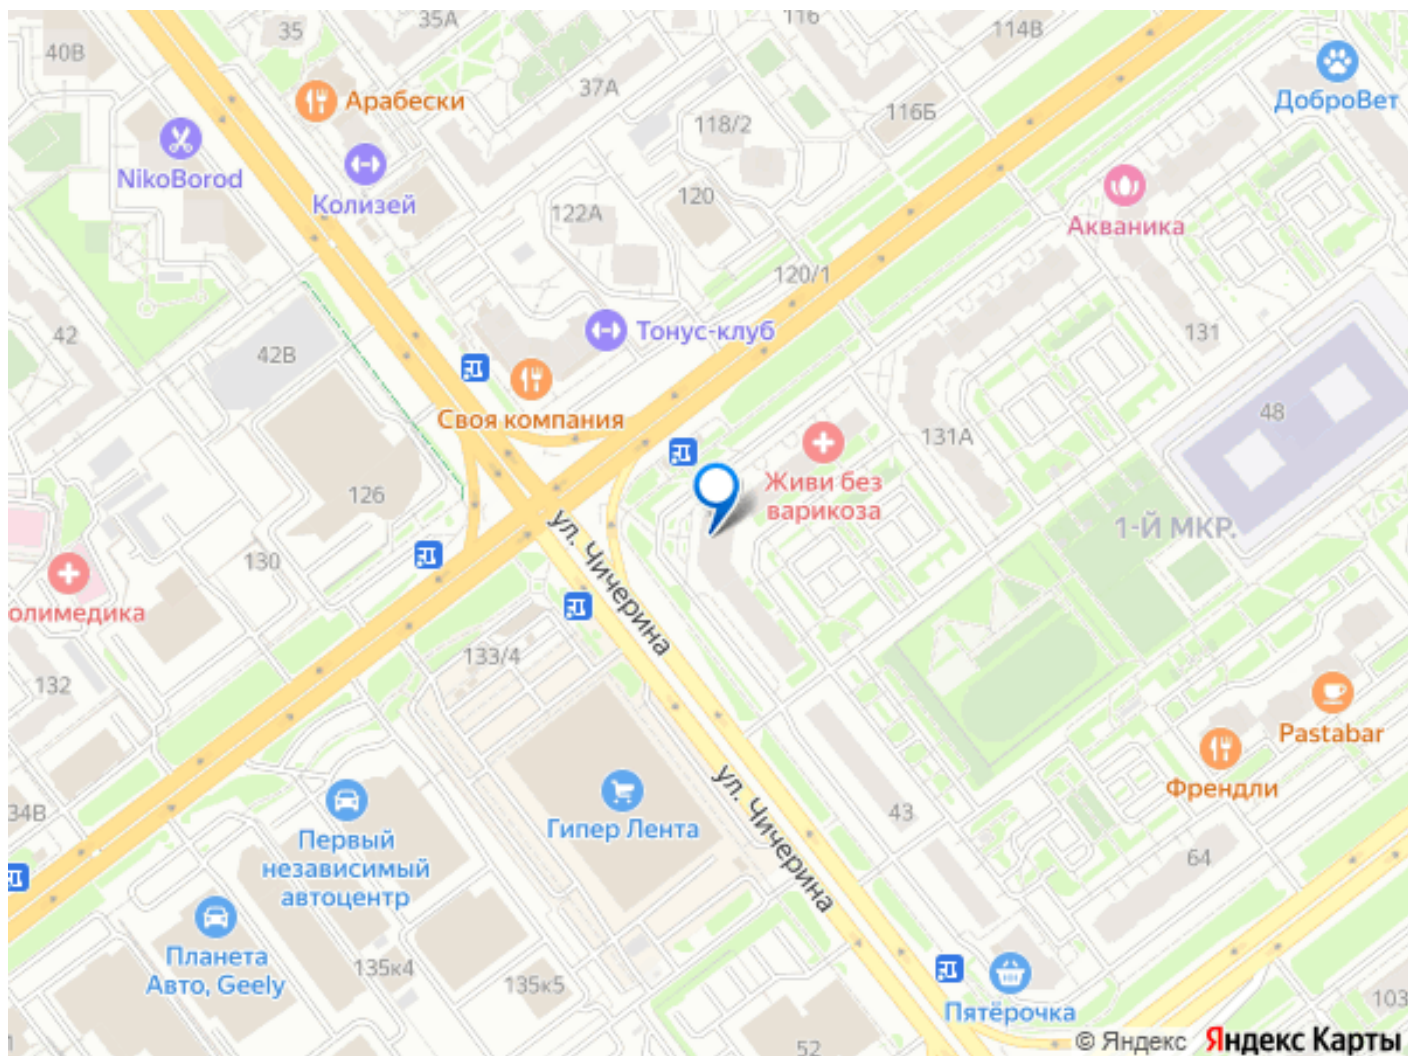 35
35А
116
114В
40В
37А
Арабески
116Б
ДоброВет
118/2
NikoBorod
Колизей
120
122А
Акваника
120/1
42
Тонус-клуб
131
42В
Своя компания
131А
48
Живи без
варикоза
126
1-Й МКР.
ул. Чичерина
130
олимедика
133/4
132
Pastabar
Френдли
ул. Чичерина
34В
Гипер Лента
43
Первый
независимый
автоцентр
64
Планета
Авто, Geely
135к4
135к5
Пятёрочка
103
1
52
© Яндекс Яндекс Карты